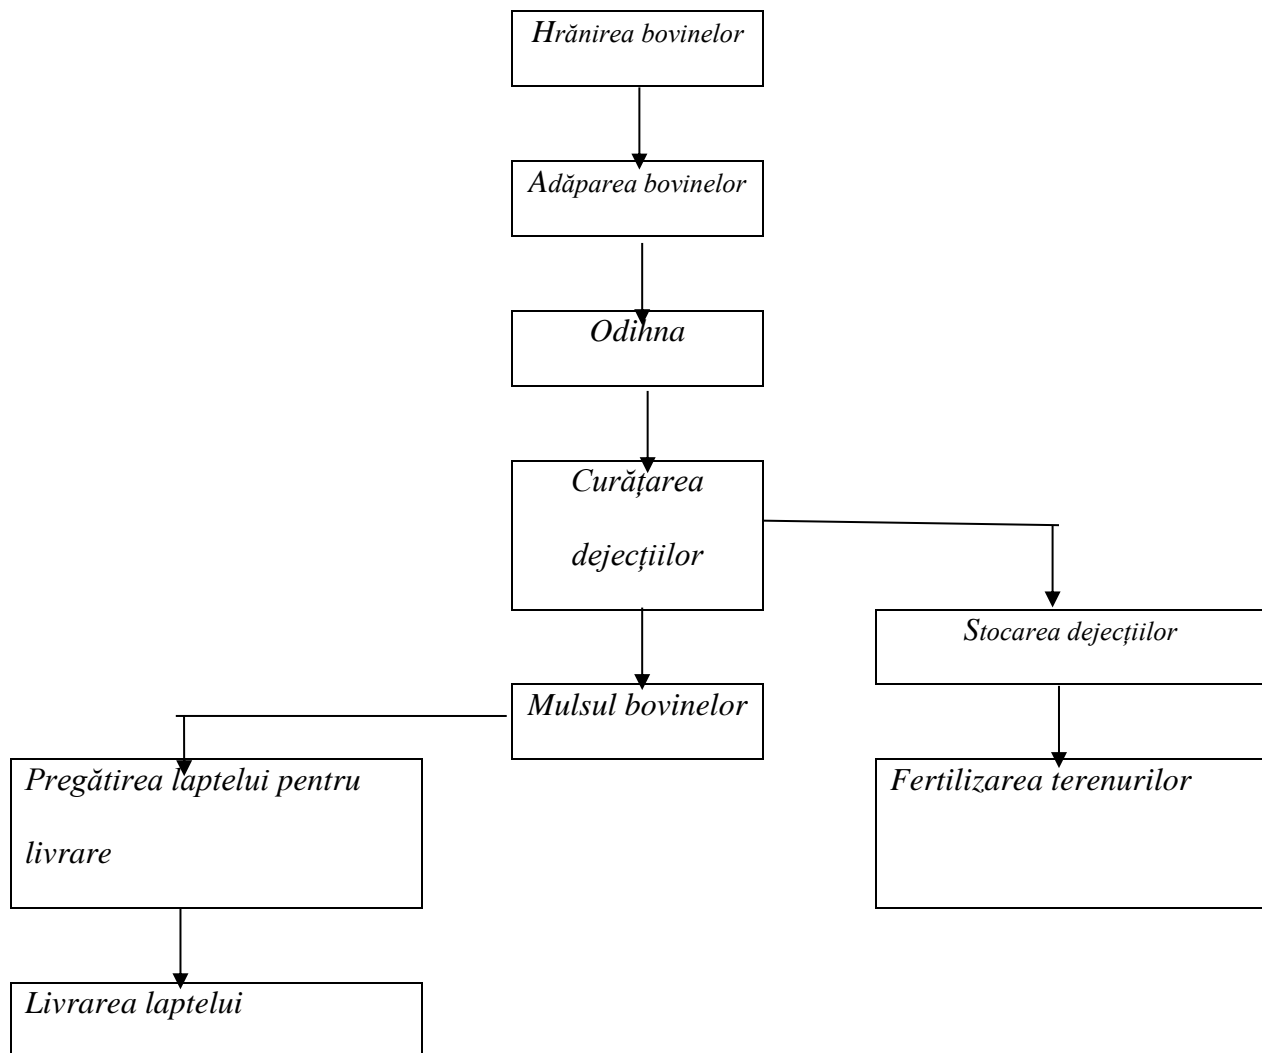 Hrănirea bovinelor
Adăparea bovinelor
Odihna
Curățarea
dejecțiilor
Stocarea dejecțiilor
Mulsul bovinelor
Pregătirea laptelui pentru
livrare
Fertilizarea terenurilor
Livrarea laptelui